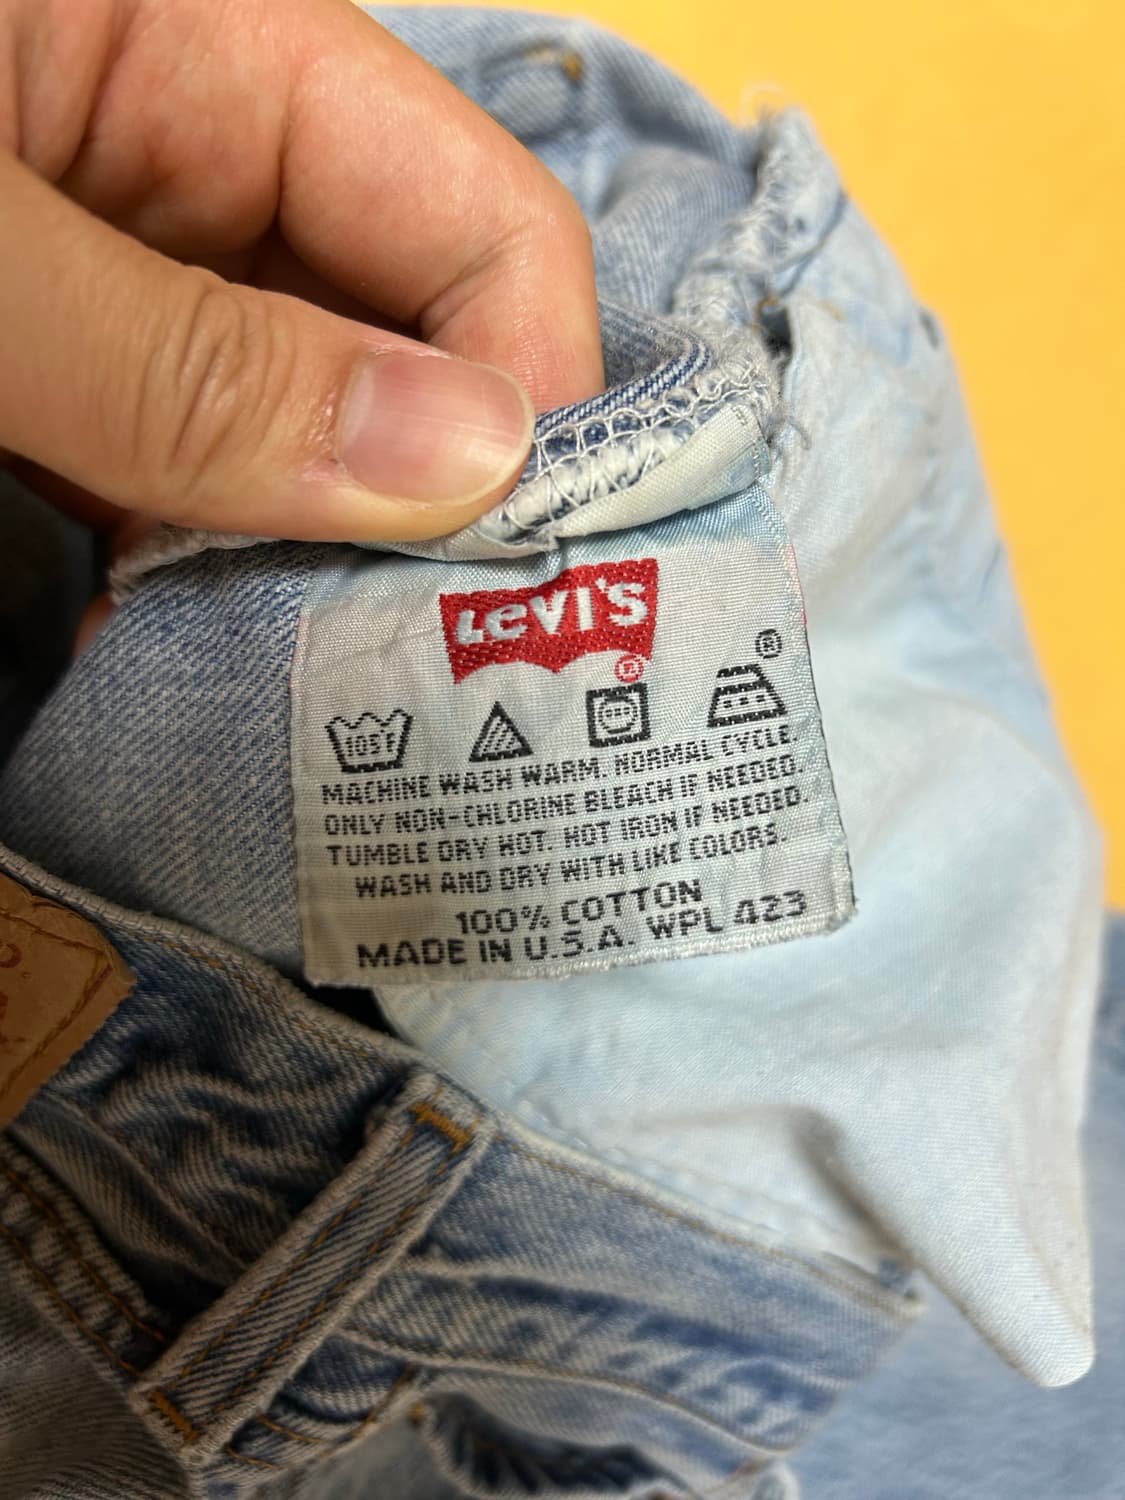 LEVI'S
®
®
105°F
MACHINE WASH WARM. NORMAL CYCLE.
ONLY NON-CHLORINE BLEACH IF NEEDED.
TUMBLE DRY HOT. HOT IRON IF NEEDED.
WASH AND DRY WITH LIKE COLORS.
100% COTTON
MADE IN U.S.A. WPL 423